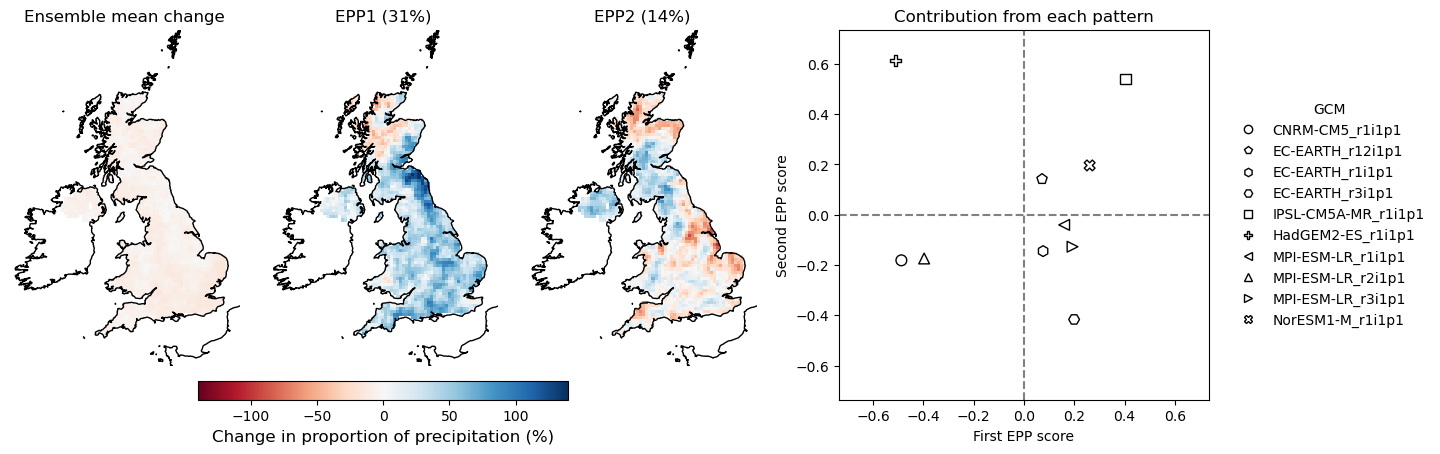 Ensemble mean change
EPP1 (31%)
EPP2 (14%)
−100 −50 0 50 100
Change in proportion of precipitation (%)
Contribution from each pattern
Second EPP score
0.6
0.4
0.2
0.0
−0.2
−0.4
−0.6
−0.6 −0.4 −0.2 0.0 0.2 0.4 0.6
First EPP score
GCM
CNRM-CM5_r1i1p1
EC-EARTH_r12i1p1
EC-EARTH_r1i1p1
EC-EARTH_r3i1p1
IPSL-CM5A-MR_r1i1p1
HadGEM2-ES_r1i1p1
MPI-ESM-LR_r1i1p1
MPI-ESM-LR_r2i1p1
MPI-ESM-LR_r3i1p1
NorESM1-M_r1i1p1